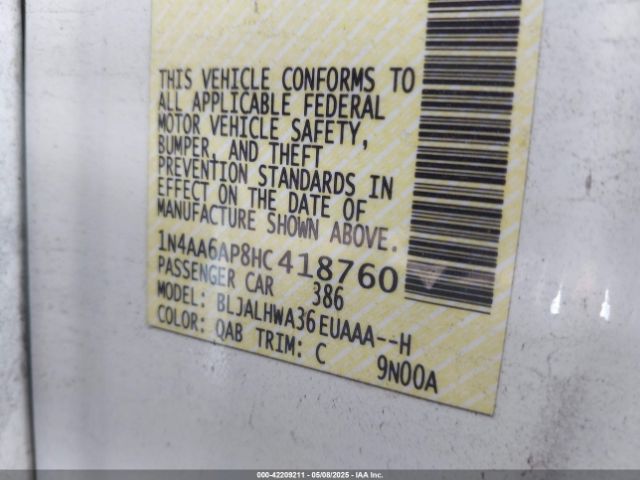 THIS VEHICLE CONFORMS TO
ALL APPLICABLE FEDERAL
MOTOR VEHICLE SAFETY,
BUMPER, AND THEFT
PREVENTION STANDARDS IN
EFFECT ON THE DATE OF
MANUFACTURE SHOWN ABOVE.
1N4AA6AP8HC418760
PASSENGER CAR 386
MODEL: BLJALHWA36EUAAA--H
COLOR: QAB TRIM: C 9N00A
000-42209211 - 05/08/2025 - IAA Inc.